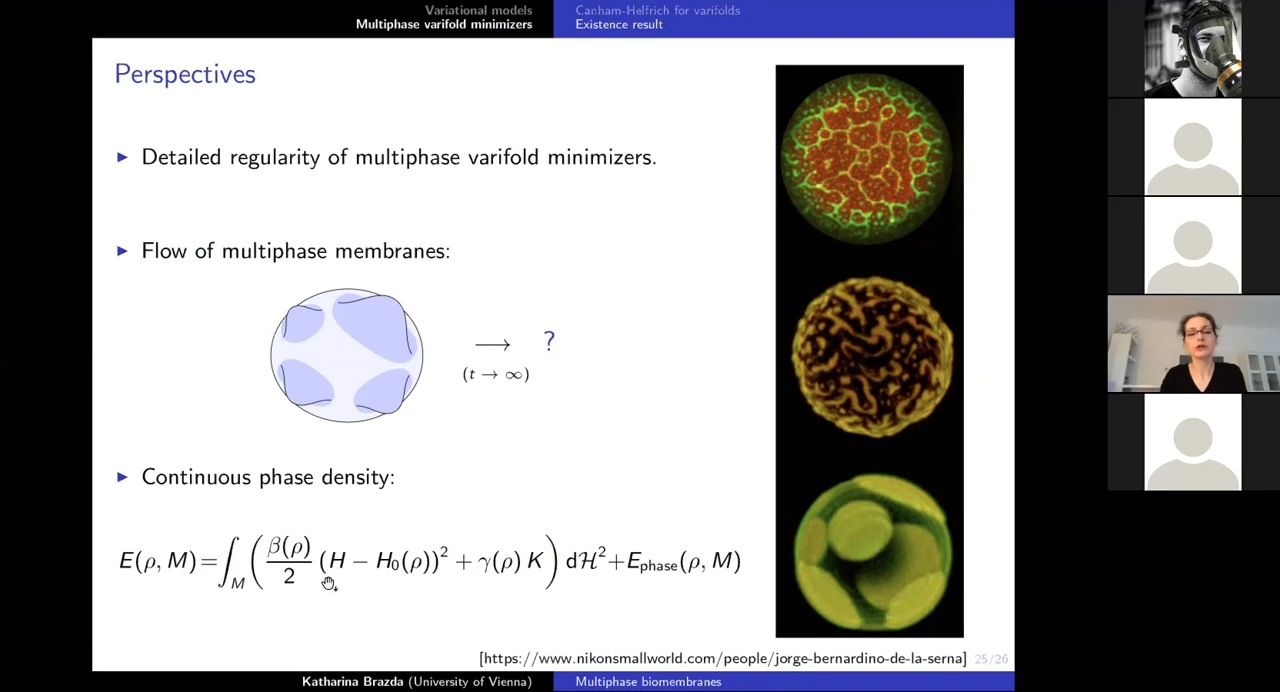 Variational models
Multiphase varifold minimizers
Canham-Helfrich for varifolds
Existence result
Perspectives
▶ Detailed regularity of multiphase varifold minimizers.
▶ Flow of multiphase membranes:
⟶ ?
(t → ∞)
▶ Continuous phase density:
E(ρ, M)=∫_M ( β(ρ)/2 (H − H₀(ρ))² + γ(ρ) K ) dℋ²+E_phase(ρ, M)
[https://www.nikonsmallworld.com/people/jorge-bernardino-de-la-serna] 25/26
Katharina Brazda (University of Vienna)
Multiphase biomembranes